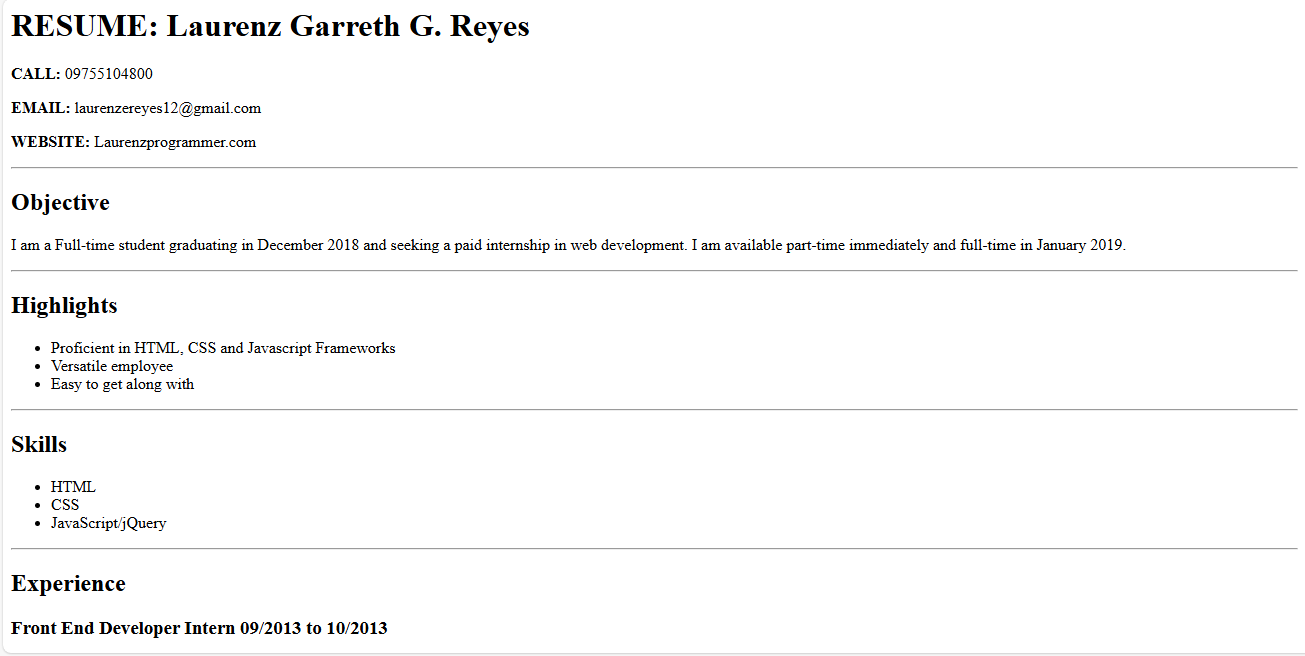 RESUME: Laurenz Garreth G. Reyes
CALL: 09755104800
EMAIL: laurenzereyes12@gmail.com
WEBSITE: Laurenzprogrammer.com
Objective
I am a Full-time student graduating in December 2018 and seeking a paid internship in web development. I am available part-time immediately and full-time in January 2019.
Highlights
Proficient in HTML, CSS and Javascript Frameworks
Versatile employee
Easy to get along with
Skills
HTML
CSS
JavaScript/jQuery
Experience
Front End Developer Intern 09/2013 to 10/2013